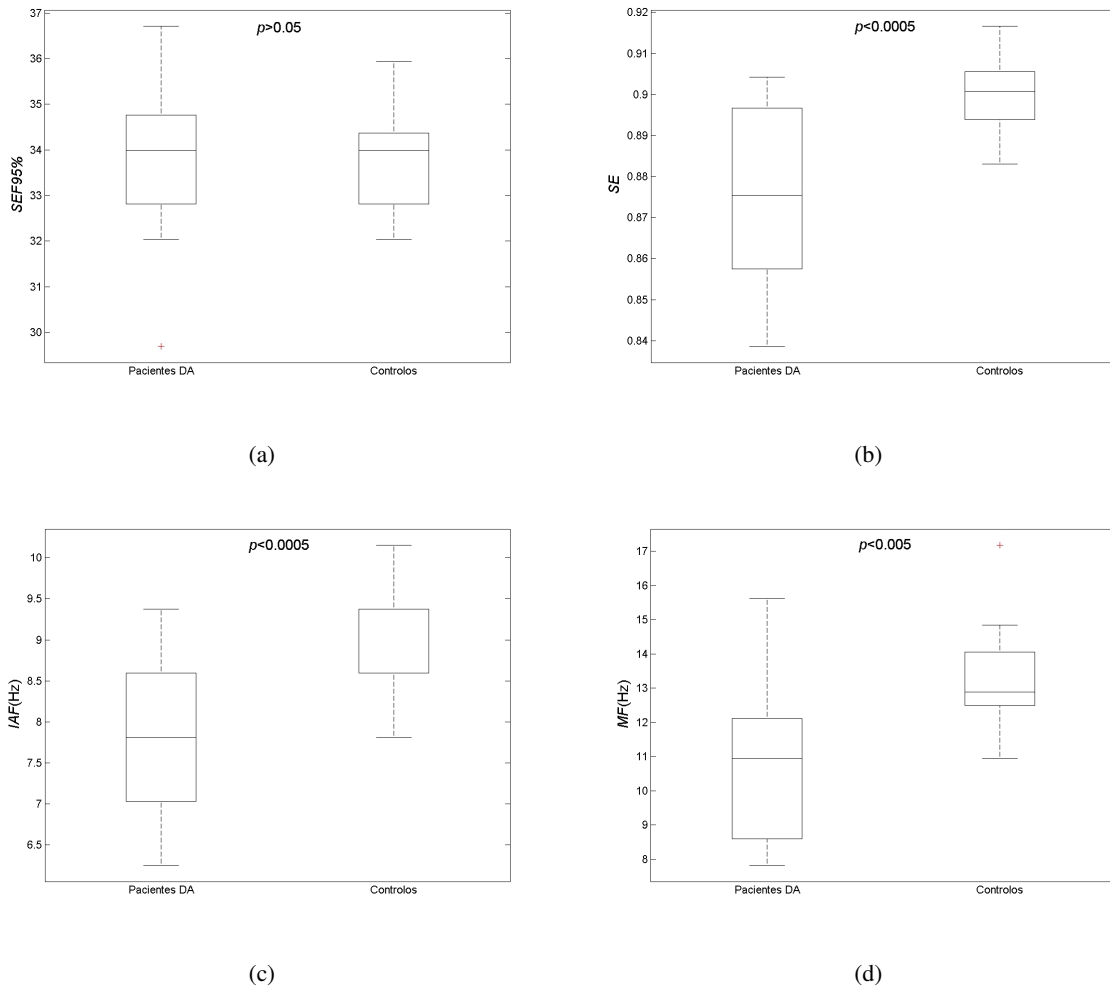 p>0.05
37
36
35
34
33
32
31
30
SEF95%
Pacientes DA Controlos
(a)
p<0.0005
0.92
0.91
0.9
0.89
0.88
0.87
0.86
0.85
0.84
SE
Pacientes DA Controlos
(b)
p<0.0005
10
9.5
9
8.5
8
7.5
7
6.5
IAF(Hz)
Pacientes DA Controlos
(c)
p<0.005
17
16
15
14
13
12
11
10
9
8
MF(Hz)
Pacientes DA Controlos
(d)